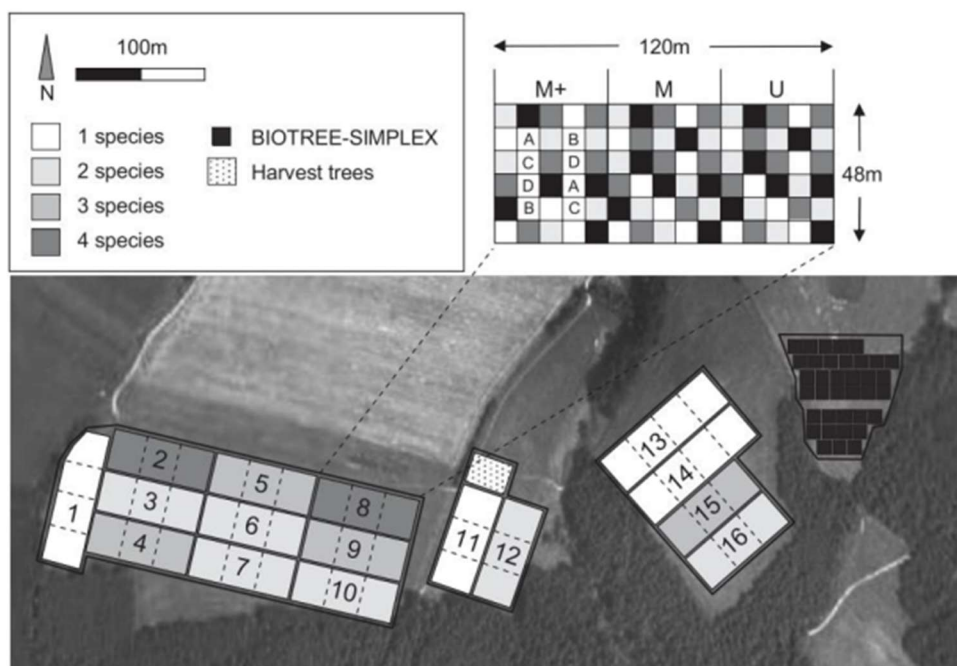 100m
N
1 species
2 species
3 species
4 species
BIOTREE-SIMPLEX
Harvest trees
120m
M+ M U
A B
C D
D A
B C
48m
1
2
3
4
5
6
7
8
9
10
11
12
13
14
15
16